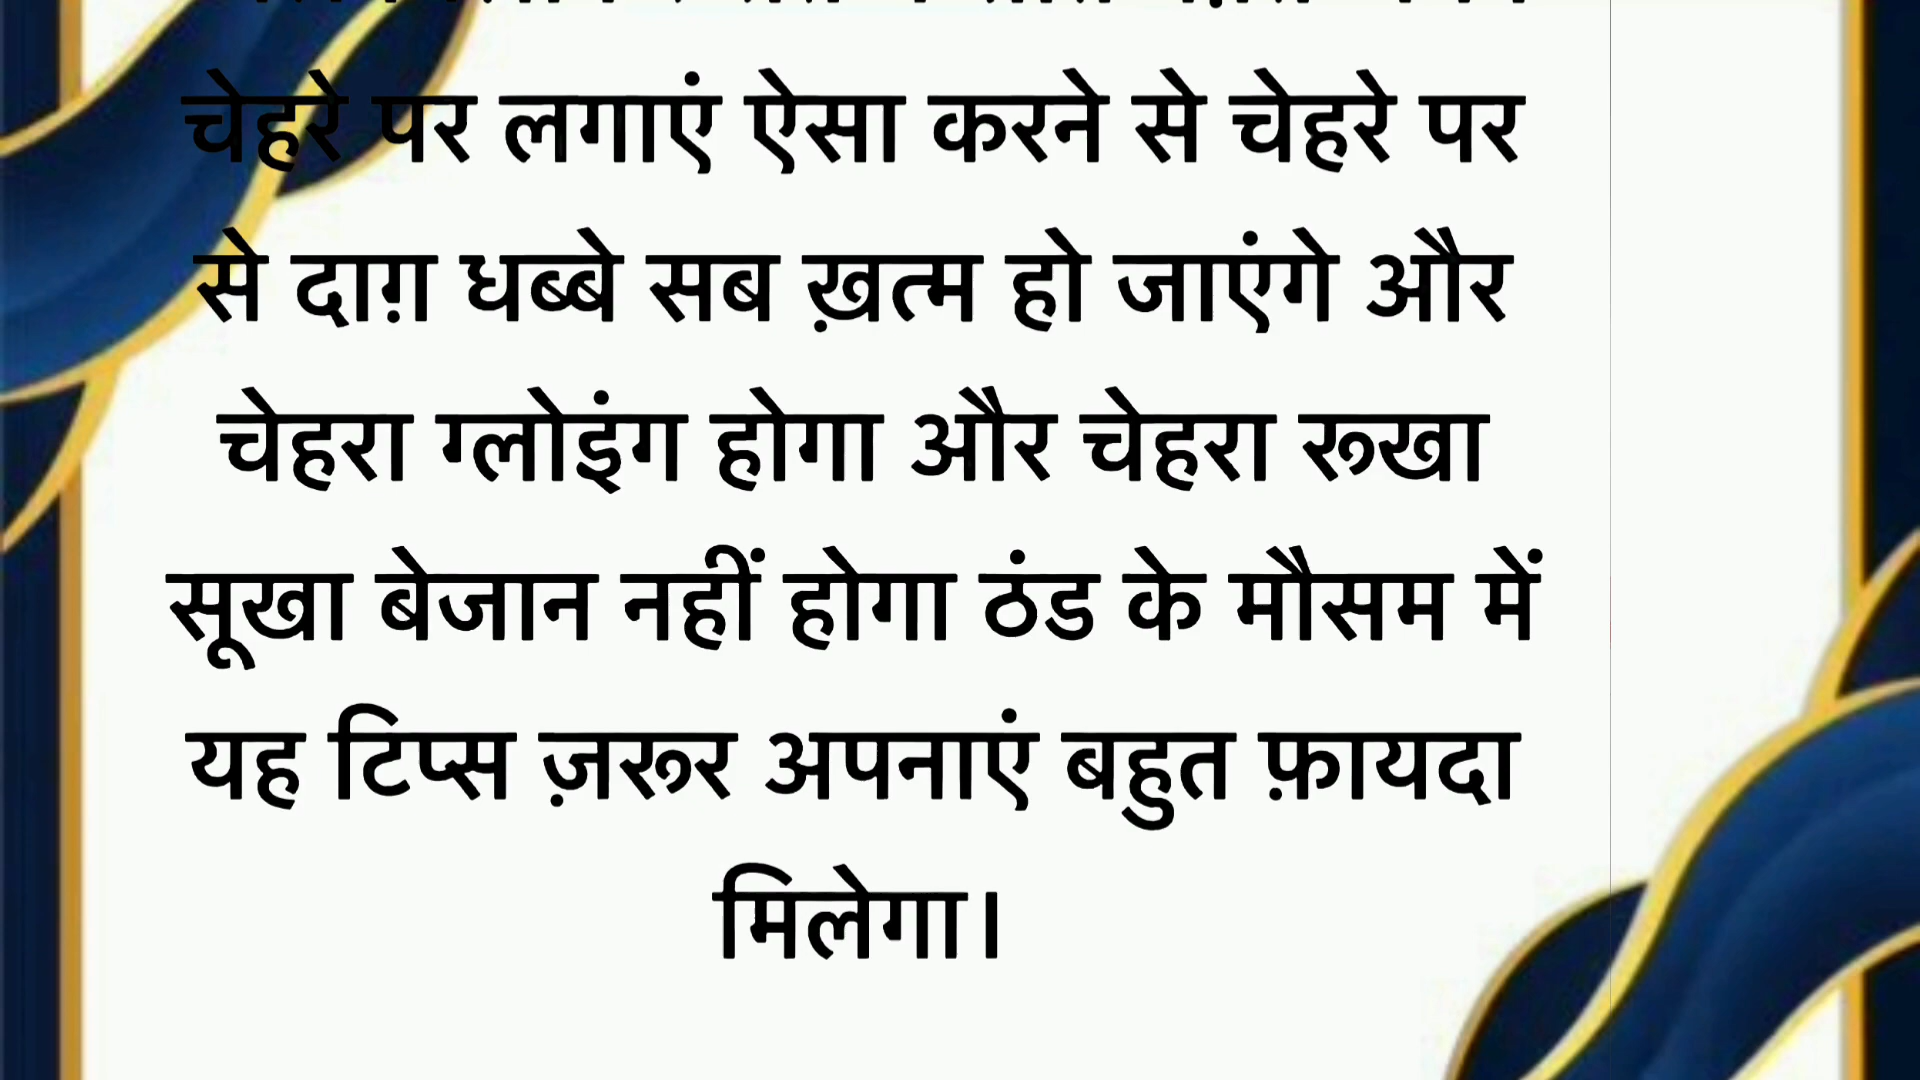 चेहरे पर लगाएं ऐसा करने से चेहरे पर
से दाग़ धब्बे सब ख़त्म हो जाएंगे और
चेहरा ग्लोइंग होगा और चेहरा रूखा
सूखा बेजान नहीं होगा ठंड के मौसम में
यह टिप्स ज़रूर अपनाएं बहुत फ़ायदा
मिलेगा।